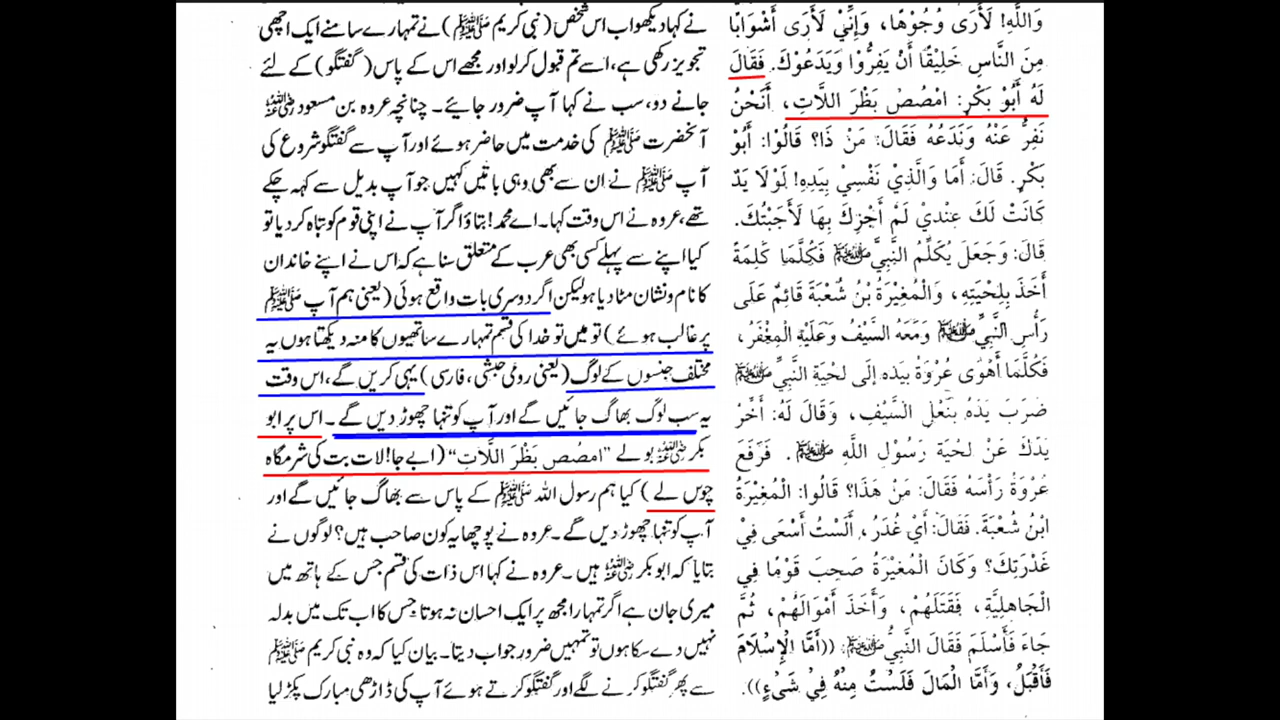 وَاللَّهِ! لَأَرَى وُجُوْهًا، وَإِنِّيْ لَأَرَى أَشْوَابًا
مِنَ النَّاسِ خَلِيْقًا أَنْ يَفِرُّوا وَيَدَعُوْكَ. فَقَالَ
لَهُ أَبُوْ بَكْرٍ: امْصُصْ بَظْرَ اللَّاتِ، أَنَحْنُ
نَفِرُّ عَنْهُ وَنَدَعُهُ فَقَالَ: مَنْ ذَا؟ قَالُوْا: أَبُوْ
بَكْرٍ. قَالَ: أَمَا وَالَّذِيْ نَفْسِيْ بِيَدِهِ! لَوْلَا يَدٌ
كَانَتْ لَكَ عِنْدِيْ لَمْ أَجْزِكَ بِهَا لَأَجَبْتُكَ.
قَالَ: وَجَعَلَ يُكَلِّمُ النَّبِيَّ ﷺ فَكُلَّمَا كَلِمَةً
أَخَذَ بِلِحْيَتِهِ، وَالْمُغِيْرَةُ بْنُ شُعْبَةَ قَائِمٌ عَلَى
رَأْسِ النَّبِيِّ ﷺ وَمَعَهُ السَّيْفُ وَعَلَيْهِ الْمِغْفَرُ،
فَكُلَّمَا أَهْوَى عُرْوَةُ بِيَدِهِ إِلَى لِحْيَةِ النَّبِيِّ ﷺ
ضَرَبَ يَدَهُ بِنَعْلِ السَّيْفِ، وَقَالَ لَهُ: أَخِّرْ
يَدَكَ عَنْ لِحْيَةِ رَسُوْلِ اللَّهِ ﷺ. فَرَفَعَ
عُرْوَةُ رَأْسَهُ فَقَالَ: مَنْ هَذَا؟ قَالُوْا: الْمُغِيْرَةُ
ابْنُ شُعْبَةَ. فَقَالَ: أَيْ غُدَرُ، أَلَسْتُ أَسْعَى فِيْ
غَدْرَتِكَ؟ وَكَانَ الْمُغِيْرَةُ صَحِبَ قَوْمًا فِي
الْجَاهِلِيَّةِ، فَقَتَلَهُمْ، وَأَخَذَ أَمْوَالَهُمْ، ثُمَّ
جَاءَ فَأَسْلَمَ فَقَالَ النَّبِيُّ ﷺ: ((أَمَّا الْإِسْلَامَ
فَأَقْبَلُ، وَأَمَّا الْمَالَ فَلَسْتُ مِنْهُ فِيْ شَيْءٍ)).
نے کہا دیکھو اب اس شخص (نبی کریم ﷺ) نے تمہارے سامنے ایک اچھی
تجویز رکھی ہے، اسے تم قبول کرلو اور مجھے اس کے پاس (گفتگو) کے لئے
جانے دو، سب نے کہا آپ ضرور جائیے۔ چنانچہ عروہ بن مسعود رضی اللہ عنہ
آنحضرت ﷺ کی خدمت میں حاضر ہوئے اور آپ سے گفتگو شروع کی
آپ ﷺ نے ان سے بھی وہی باتیں کہیں جو آپ بدیل سے کہہ چکے
تھے، عروہ نے اس وقت کہا۔ اے محمد! بتاؤ اگر آپ نے اپنی قوم کو تباہ کر دیا تو
کیا اپنے سے پہلے کسی بھی عرب کے متعلق سنا ہے کہ اس نے اپنے خاندان
کا نام و نشان مٹا دیا ہو لیکن اگر دوسری بات واقع ہوئی (یعنی ہم آپ ﷺ
پر غالب ہوئے) تو میں تو خدا کی قسم تمہارے ساتھیوں کا منہ دیکھتا ہوں یہ
مختلف جنسوں کے لوگ (یعنی رومی حبشی، فارسی) یہی کریں گے، اس وقت
یہ سب لوگ بھاگ جائیں گے اور آپ کو تنہا چھوڑ دیں گے۔ اس پر ابو
بکر رضی اللہ عنہ بولے ”امْصُصْ بَظْرَ اللَّاتِ“ (ابے جا! لات بت کی شرمگاہ
چوس لے) کیا ہم رسول اللہ ﷺ کے پاس سے بھاگ جائیں گے اور
آپ کو تنہا چھوڑ دیں گے۔ عروہ نے پوچھا یہ کون صاحب ہیں؟ لوگوں نے
بتایا کہ ابوبکر رضی اللہ عنہ ہیں۔ عروہ نے کہا اس ذات کی قسم جس کے ہاتھ میں
میری جان ہے اگر تمہارا مجھ پر ایک احسان نہ ہوتا جس کا اب تک میں بدلہ
نہیں دے سکا ہوں تو تمہیں ضرور جواب دیتا۔ بیان کیا کہ وہ نبی کریم ﷺ
سے پھر گفتگو کرنے لگے اور گفتگو کرتے ہوئے آپ کی ڈاڑھی مبارک پکڑ لیا